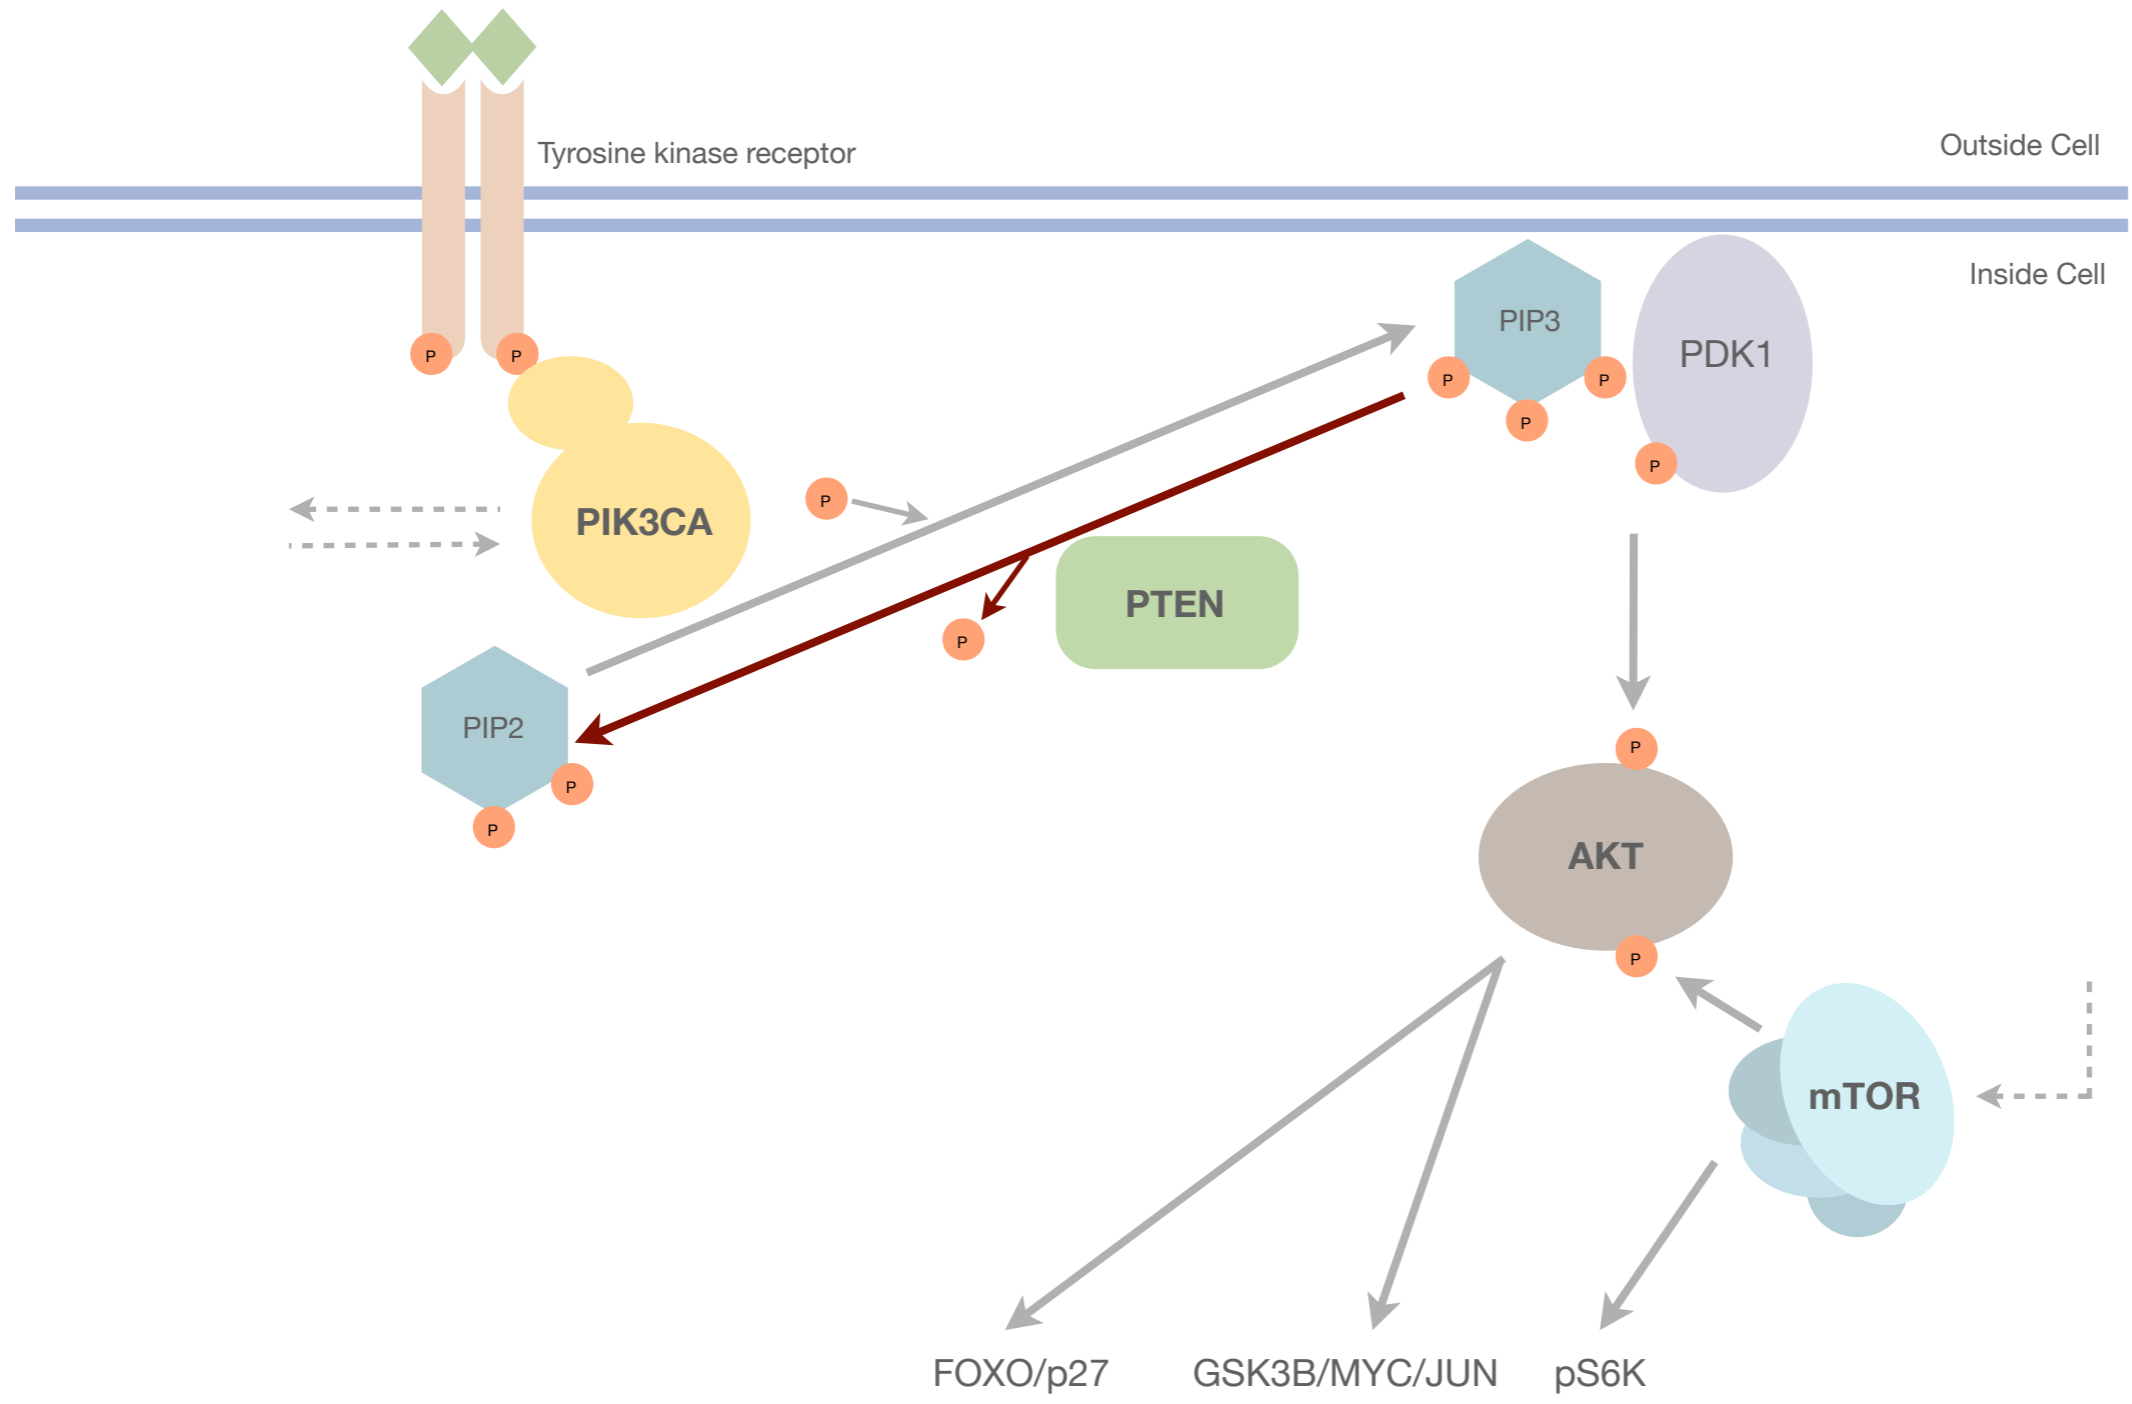 Tyrosine kinase receptor
Outside Cell
Inside Cell
PIP3
PDK1
P
P
P
P
P
P
PIK3CA
P
PTEN
P
PIP2
P
P
P
AKT
P
mTOR
FOXO/p27
GSK3B/MYC/JUN
pS6K